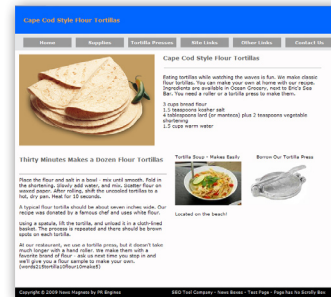 Cape Cod Style Flour Tortillas
Home
Supplies
Tortilla Presses
Site Links
Other Links
Contact Us
Cape Cod Style Flour Tortillas
Eating tortillas while watching the waves is fun. We make classic
flour tortillas. You can make your own at home with our recipe.
Ingredients are available in Ocean Grocery, next to Eric's Sea
Bar. You need a roller or a tortilla press to make them.
3 cups bread flour
1.5 teaspoons kosher salt
4 tablespoons lard (or manteca) plus 2 teaspoons vegetable
shortening
1.5 cups warm water
Thirty Minutes Makes a Dozen Flour Tortillas
Place the flour and salt in a bowl - mix until smooth. Fold in
the shortening. Slowly add water, and mix. Scatter flour on
waxed paper. After rolling, shift the uncooked tortillas to a
hot, dry pan. Heat for 10 seconds.
A typical flour tortilla should be about seven inches wide. Our
recipe was donated by a famous chef and uses white flour.
Using a spatula, lift the tortilla, and unload it in a cloth-lined
basket. The process is repeated and there should be brown
spots on each tortilla.
At our restaurant, we use a tortilla press, but it doesn't take
much longer with a hand roller. We make them with a
favorite brand of flour - ask us next time you stop in and
we'll give you a flour sample to make your own.
Tortilla Soup - Makes Easily
Located on the beach!
Borrow Our Tortilla Press
Copyright © 2009 News Magnets by PR Engines
SEO Tool Company - News Boxes - Test Page - Page has No Scrolly Box